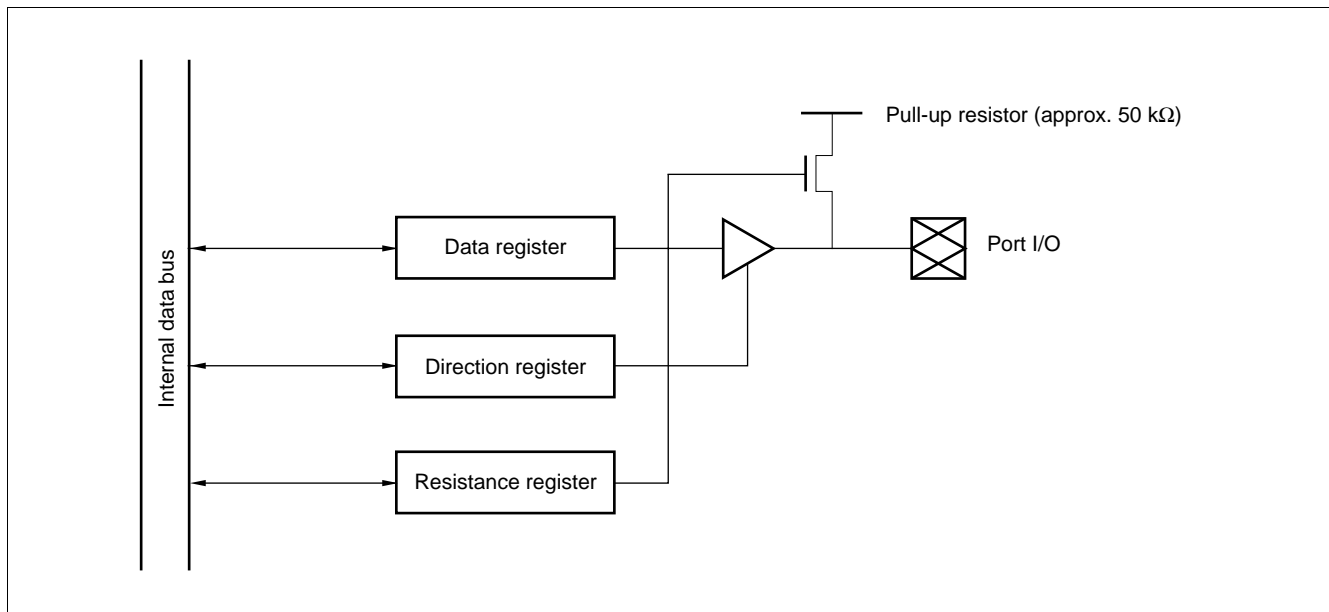 Pull-up resistor (approx. 50 kΩ)
Data register
Port I/O
Internal data bus
Direction register
Resistance register